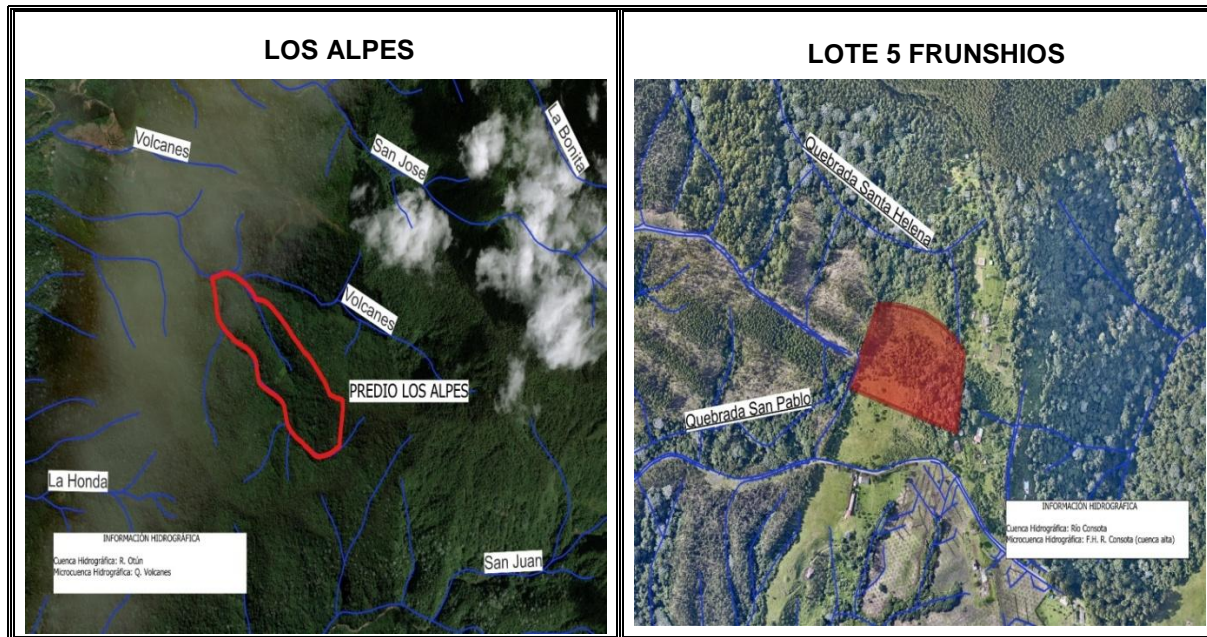 LOS ALPES
Volcanes
San Jose
La Bonita
Volcanes
PREDIO LOS ALPES
La Honda
INFORMACIÓN HIDROGRÁFICA
Cuenca Hidrográfica: R. Otún
Microcuenca Hidrográfica: Q. Volcanes
San Juan
LOTE 5 FRUNSHIOS
Quebrada Santa Helena
Quebrada San Pablo
INFORMACIÓN HIDROGRÁFICA
Cuenca Hidrográfica: Río Consota
Microcuenca Hidrográfica: F.H. R. Consota (cuenca alta)